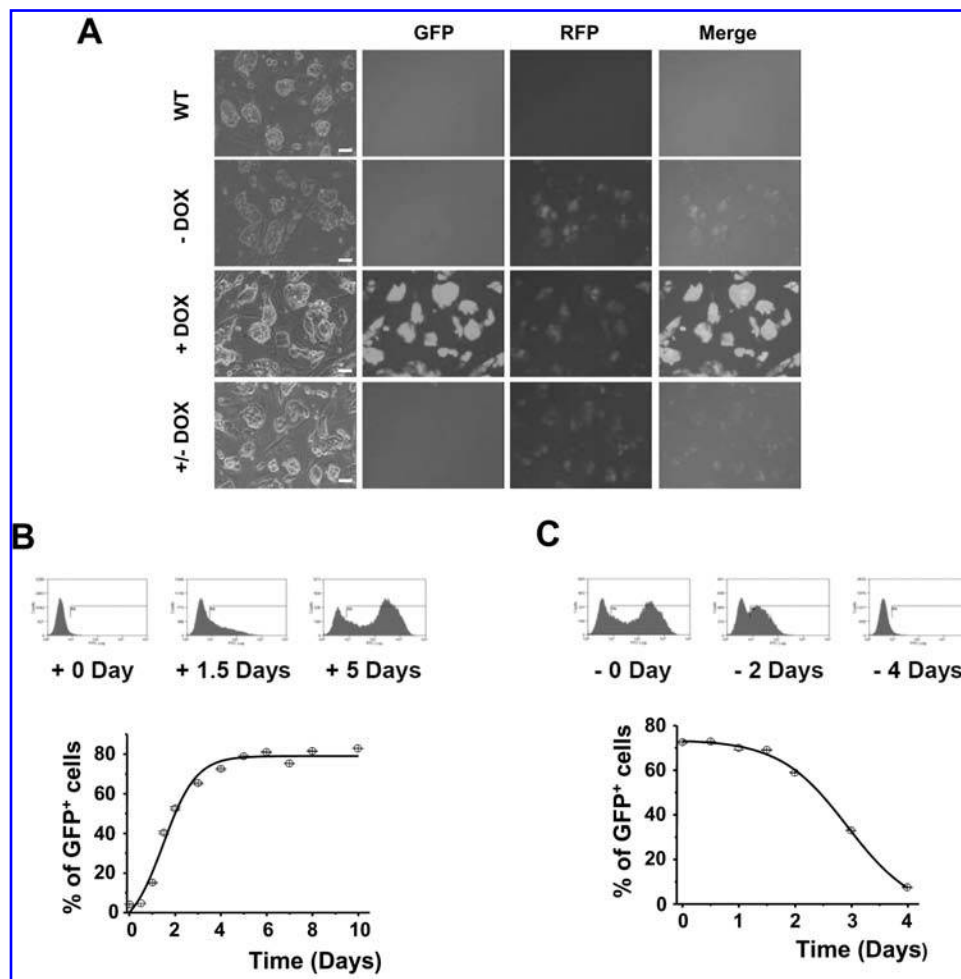 A
GFP RFP Merge
WT
- DOX
+ DOX
+/- DOX
B
C
+ 0 Day + 1.5 Days + 5 Days
- 0 Day - 2 Days - 4 Days
% of GFP+ cells
80
60
40
20
0
0 2 4 6 8 10
Time (Days)
% of GFP+ cells
80
70
60
40
20
0
0 1 2 3 4
Time (Days)